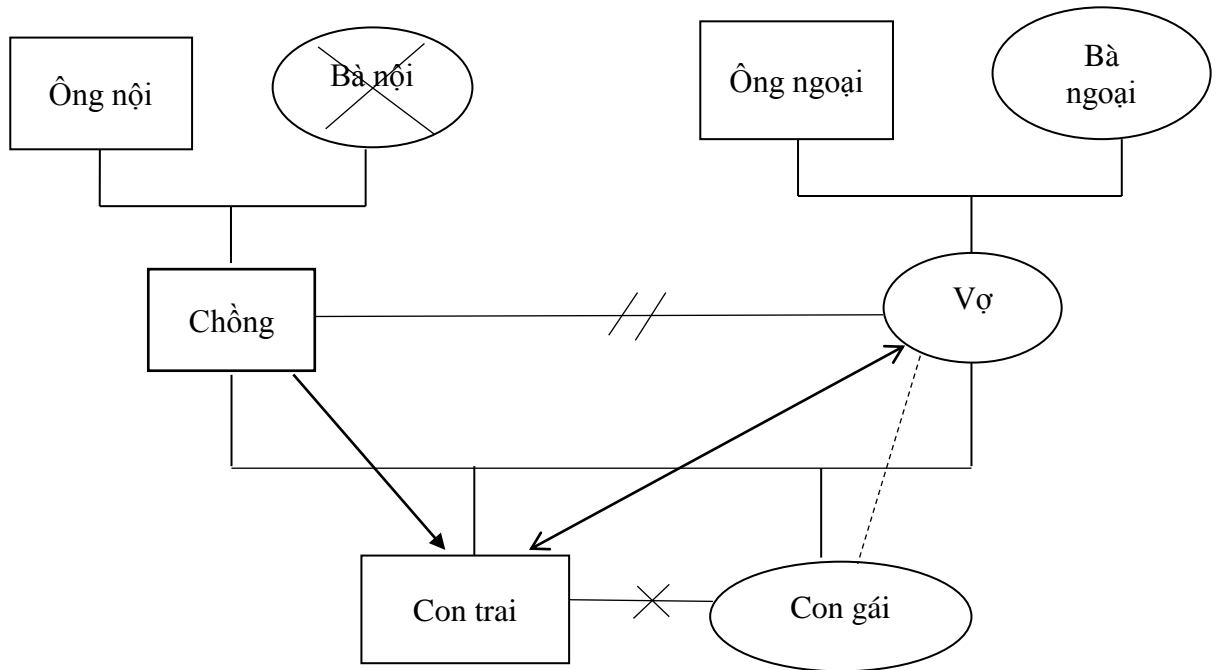 Ông nội
Bà nội
Ông ngoại
Bà
ngoại
Chồng
Vợ
Con trai
Con gái